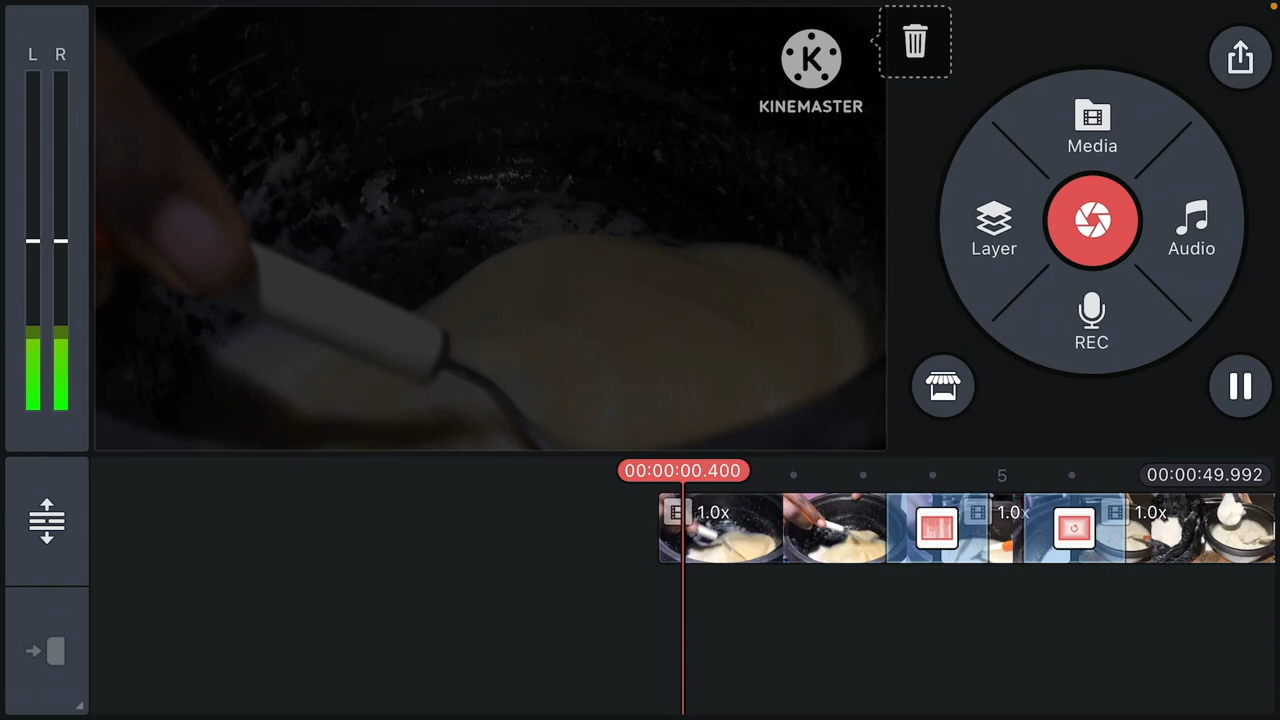 L R
K
KINEMASTER
Media
Layer
Audio
REC
00:00:00.400
5
00:00:49.992
1.0x
1.0x
1.0x